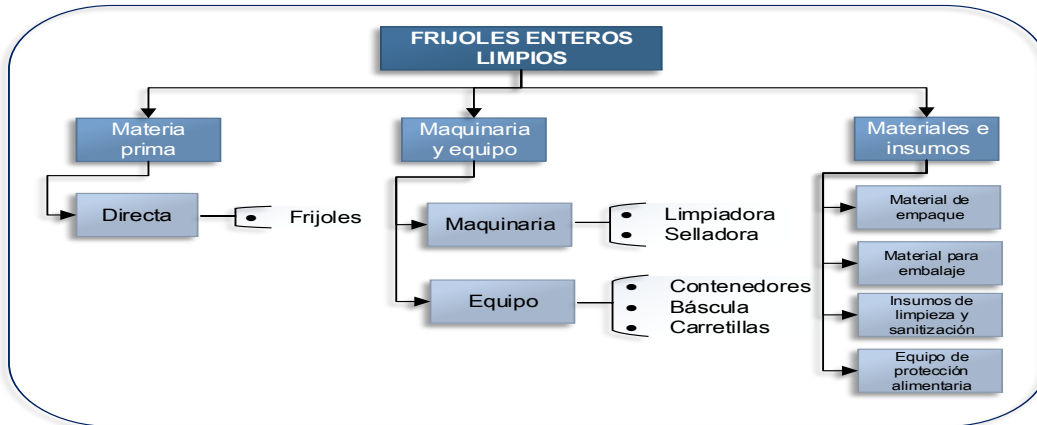 FRIJOLES ENTEROS
LIMPIOS
Materia
prima
Directa
• Frijoles
Maquinaria
y equipo
Maquinaria
• Limpiadora
• Selladora
Equipo
• Contenedores
• Báscula
• Carretillas
Materiales e
insumos
Material de
empaque
Material para
embalaje
Insumos de
limpieza y
sanitización
Equipo de
protección
alimentaria